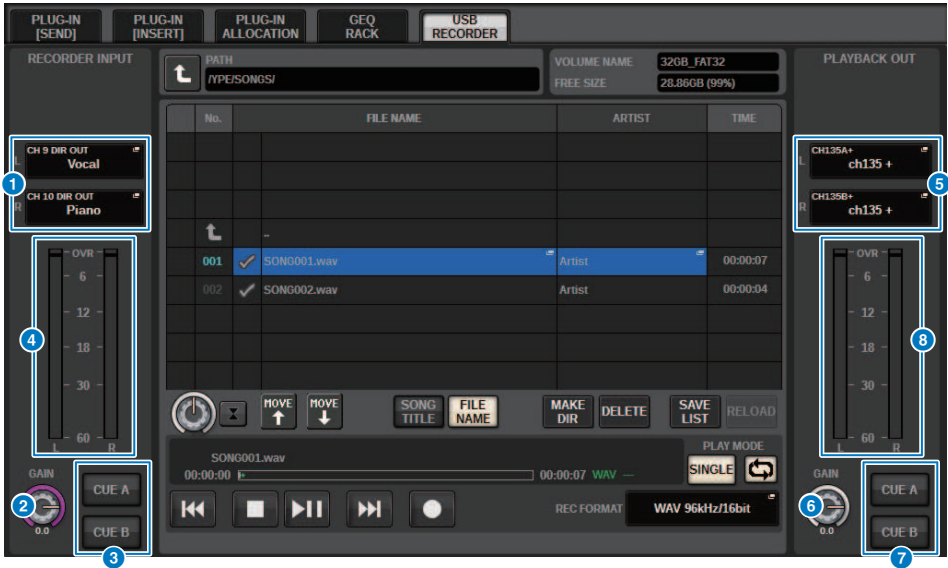 PLUG-IN [SEND]
PLUG-IN [INSERT]
PLUG-IN ALLOCATION
GEQ RACK
USB RECORDER
RECORDER INPUT
PATH
/YPE/SONGS/
VOLUME NAME 32GB_FAT32
FREE SIZE 28.86GB (99%)
PLAYBACK OUT
No. FILE NAME ARTIST TIME
CH 9 DIR OUT
L Vocal
CH 10 DIR OUT
R Piano
1
CH135A+
L ch135 +
CH135B+
R ch135 +
5
–
001 SONG001.wav Artist 00:00:07
002 SONG002.wav Artist 00:00:04
OVR
6
12
18
30
60
L R
4
OVR
6
12
18
30
60
L R
8
MOVE
MOVE
SONG TITLE
FILE NAME
MAKE DIR
DELETE
SAVE LIST
RELOAD
SONG001.wav
00:00:00 00:00:07 WAV —
PLAY MODE
SINGLE
REC FORMAT WAV 96kHz/16bit
GAIN
2
0.0
CUE A
CUE B
3
GAIN
6
0.0
CUE A
CUE B
7